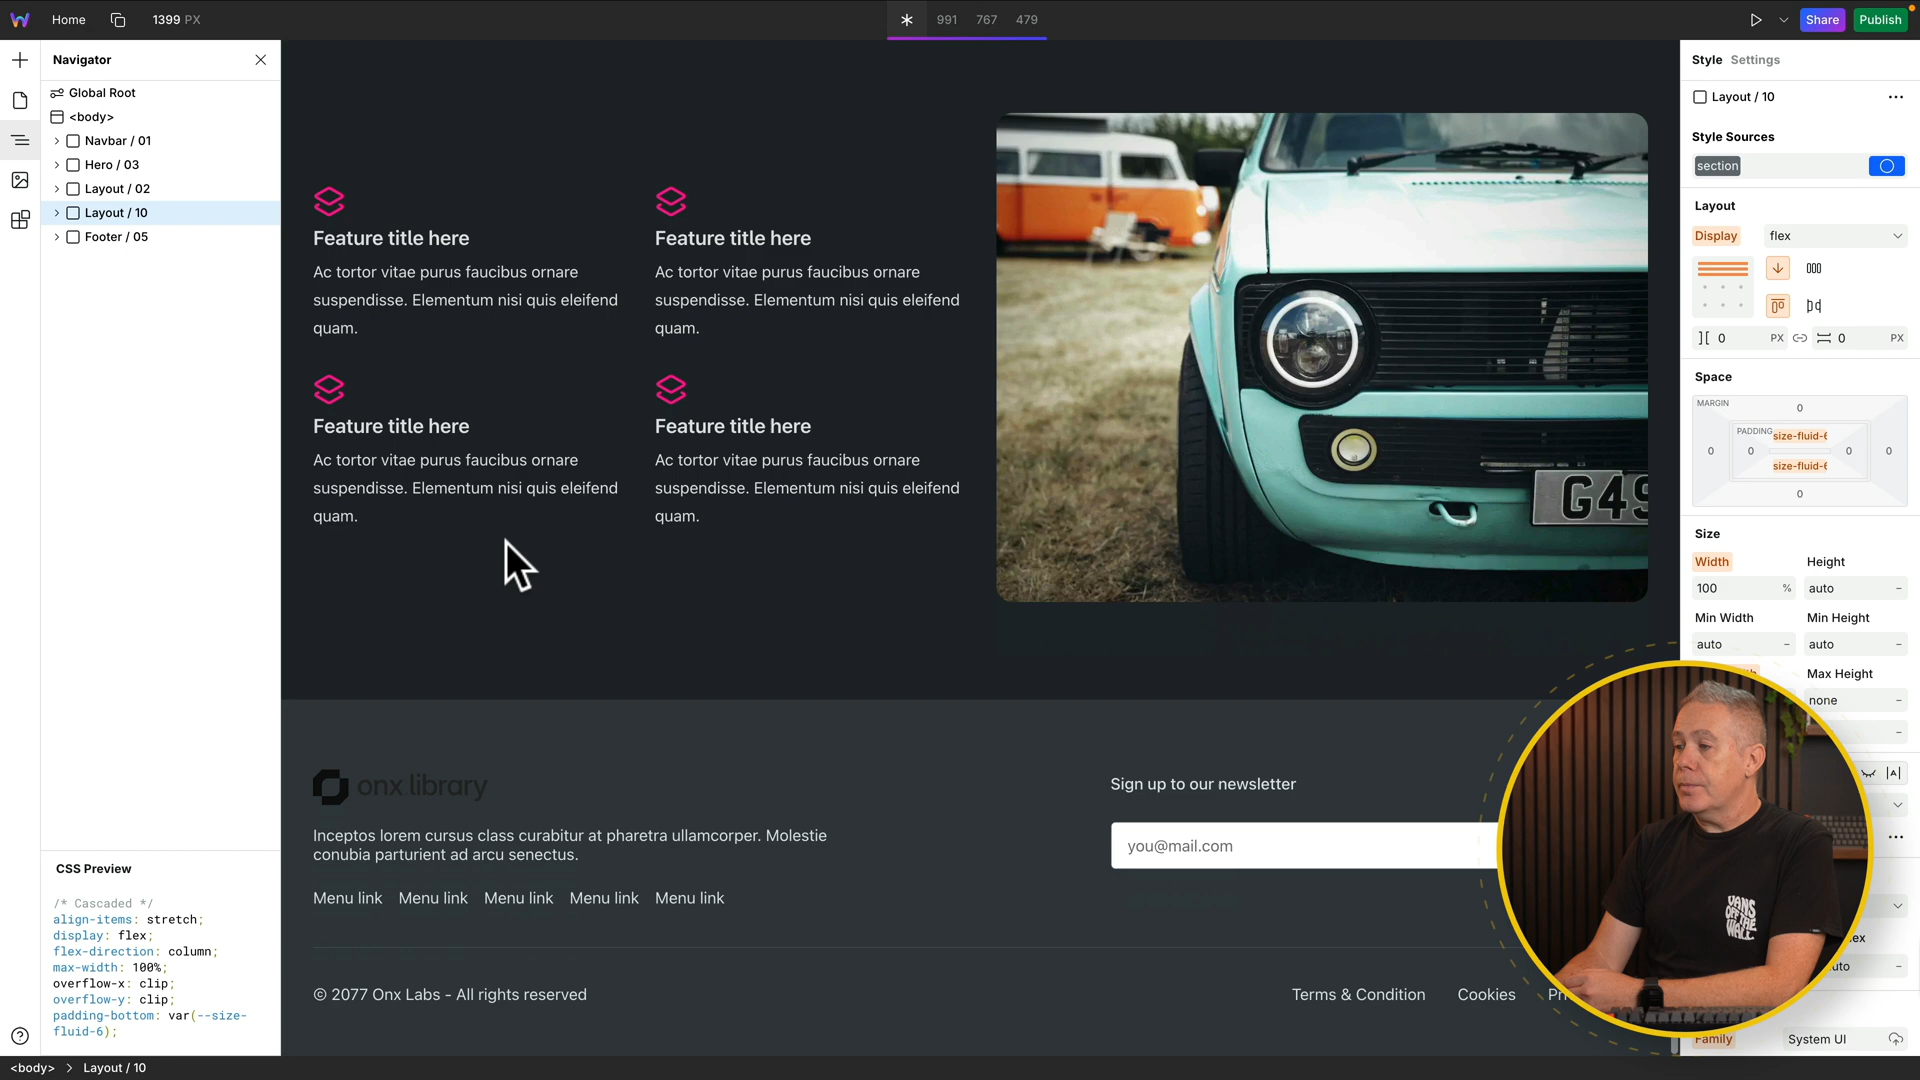 Home
1399 PX
991 767 479
Share
Publish
Navigator
Global Root
<body>
Navbar / 01
Hero / 03
Layout / 02
Layout / 10
Footer / 05
CSS Preview
/* Cascaded */
align-items: stretch;
display: flex;
flex-direction: column;
max-width: 100%;
overflow-x: clip;
overflow-y: clip;
padding-bottom: var(--size-
fluid-6);
<body> > Layout / 10
Feature title here
Ac tortor vitae purus faucibus ornare
suspendisse. Elementum nisi quis eleifend
quam.
Feature title here
Ac tortor vitae purus faucibus ornare
suspendisse. Elementum nisi quis eleifend
quam.
Feature title here
Ac tortor vitae purus faucibus ornare
suspendisse. Elementum nisi quis eleifend
quam.
Feature title here
Ac tortor vitae purus faucibus ornare
suspendisse. Elementum nisi quis eleifend
quam.
G49
onx.library
Inceptos lorem cursus class curabitur at pharetra ullamcorper. Molestie
conubia parturient ad arcu senectus.
Menu link Menu link Menu link Menu link Menu link
Sign up to our newsletter
you@mail.com
© 2077 Onx Labs - All rights reserved
Terms & Condition Cookies
Style Settings
Layout / 10
Style Sources
section
Layout
Display flex
0 PX 0 PX
Space
MARGIN
0
PADDING size-fluid-6
0 0 0 0
size-fluid-6
0
Size
Width Height
100 % auto
Min Width Min Height
auto auto
Max Height
none
VANS
OFF THE
WALL
Family System UI